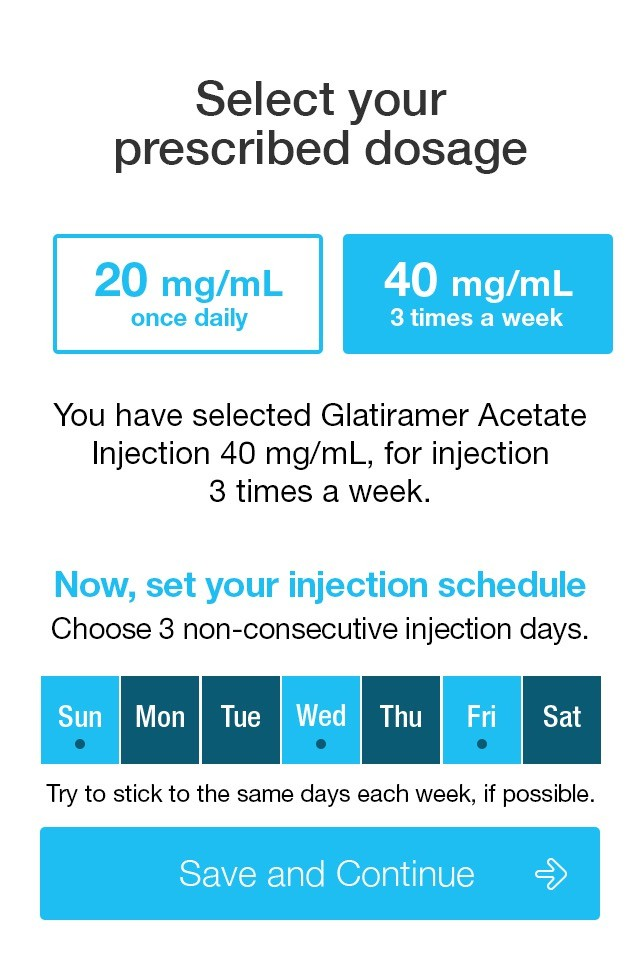 Select your
prescribed dosage
20 mg/mL
once daily
40 mg/mL
3 times a week
You have selected Glatiramer Acetate
Injection 40 mg/mL, for injection
3 times a week.
Now, set your injection schedule
Choose 3 non-consecutive injection days.
Sun Mon Tue Wed Thu Fri Sat
Try to stick to the same days each week, if possible.
Save and Continue